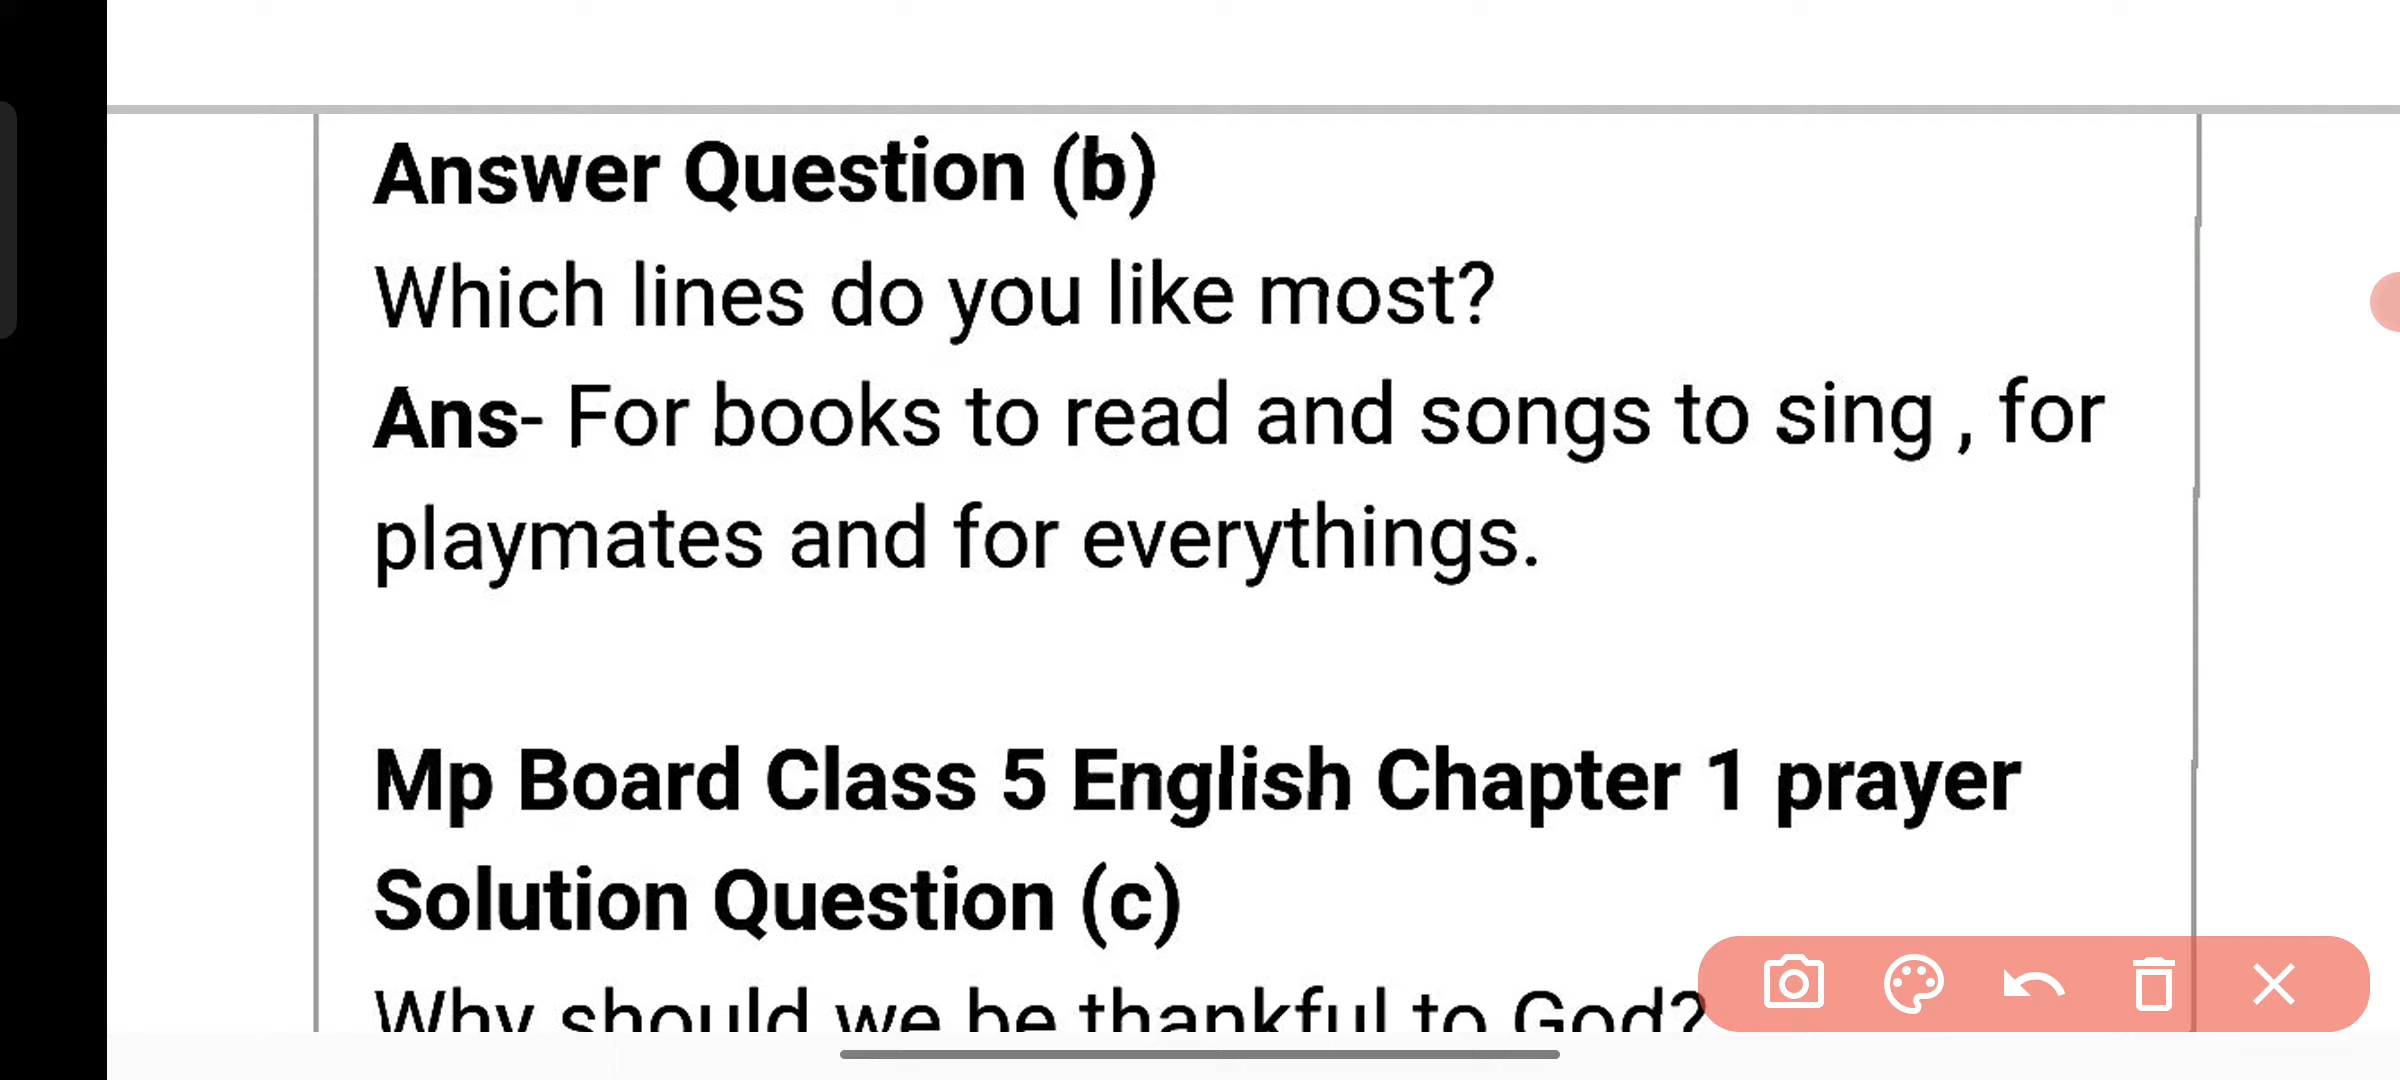 Answer Question (b)
Which lines do you like most?
Ans- For books to read and songs to sing , for
playmates and for everythings.
Mp Board Class 5 English Chapter 1 prayer
Solution Question (c)
Why should we be thankful to God?